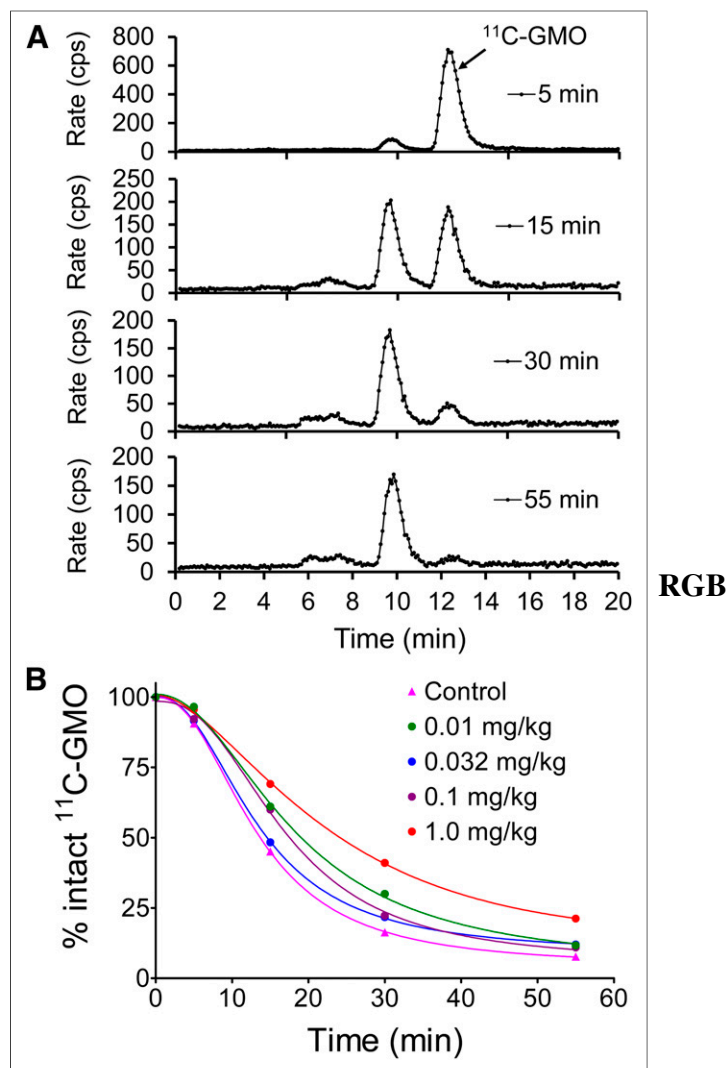 A
Rate (cps)
800
600
400
200
0
¹¹C-GMO
5 min
Rate (cps)
250
200
150
100
50
0
15 min
Rate (cps)
200
150
100
50
0
30 min
Rate (cps)
200
150
100
50
0
55 min
0 2 4 6 8 10 12 14 16 18 20
Time (min)
RGB
B
% intact ¹¹C-GMO
100
75
50
25
0
Control
0.01 mg/kg
0.032 mg/kg
0.1 mg/kg
1.0 mg/kg
0 10 20 30 40 50 60
Time (min)